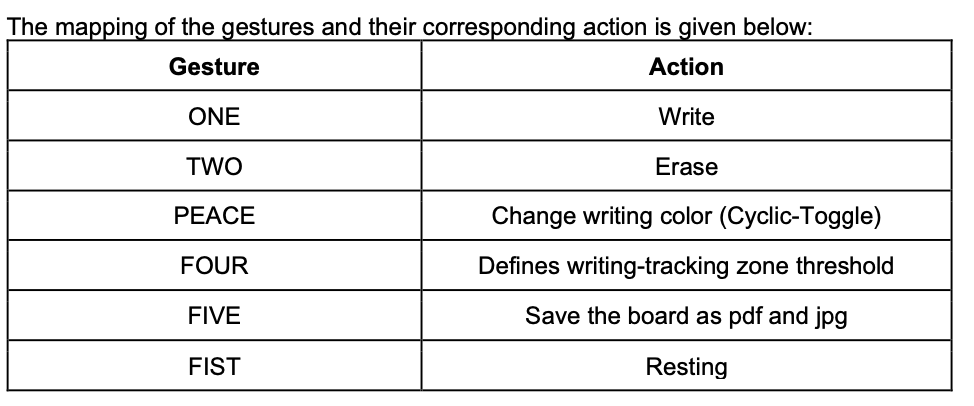 The mapping of the gestures and their corresponding action is given below:
Gesture Action
ONE Write
TWO Erase
PEACE Change writing color (Cyclic-Toggle)
FOUR Defines writing-tracking zone threshold
FIVE Save the board as pdf and jpg
FIST Resting